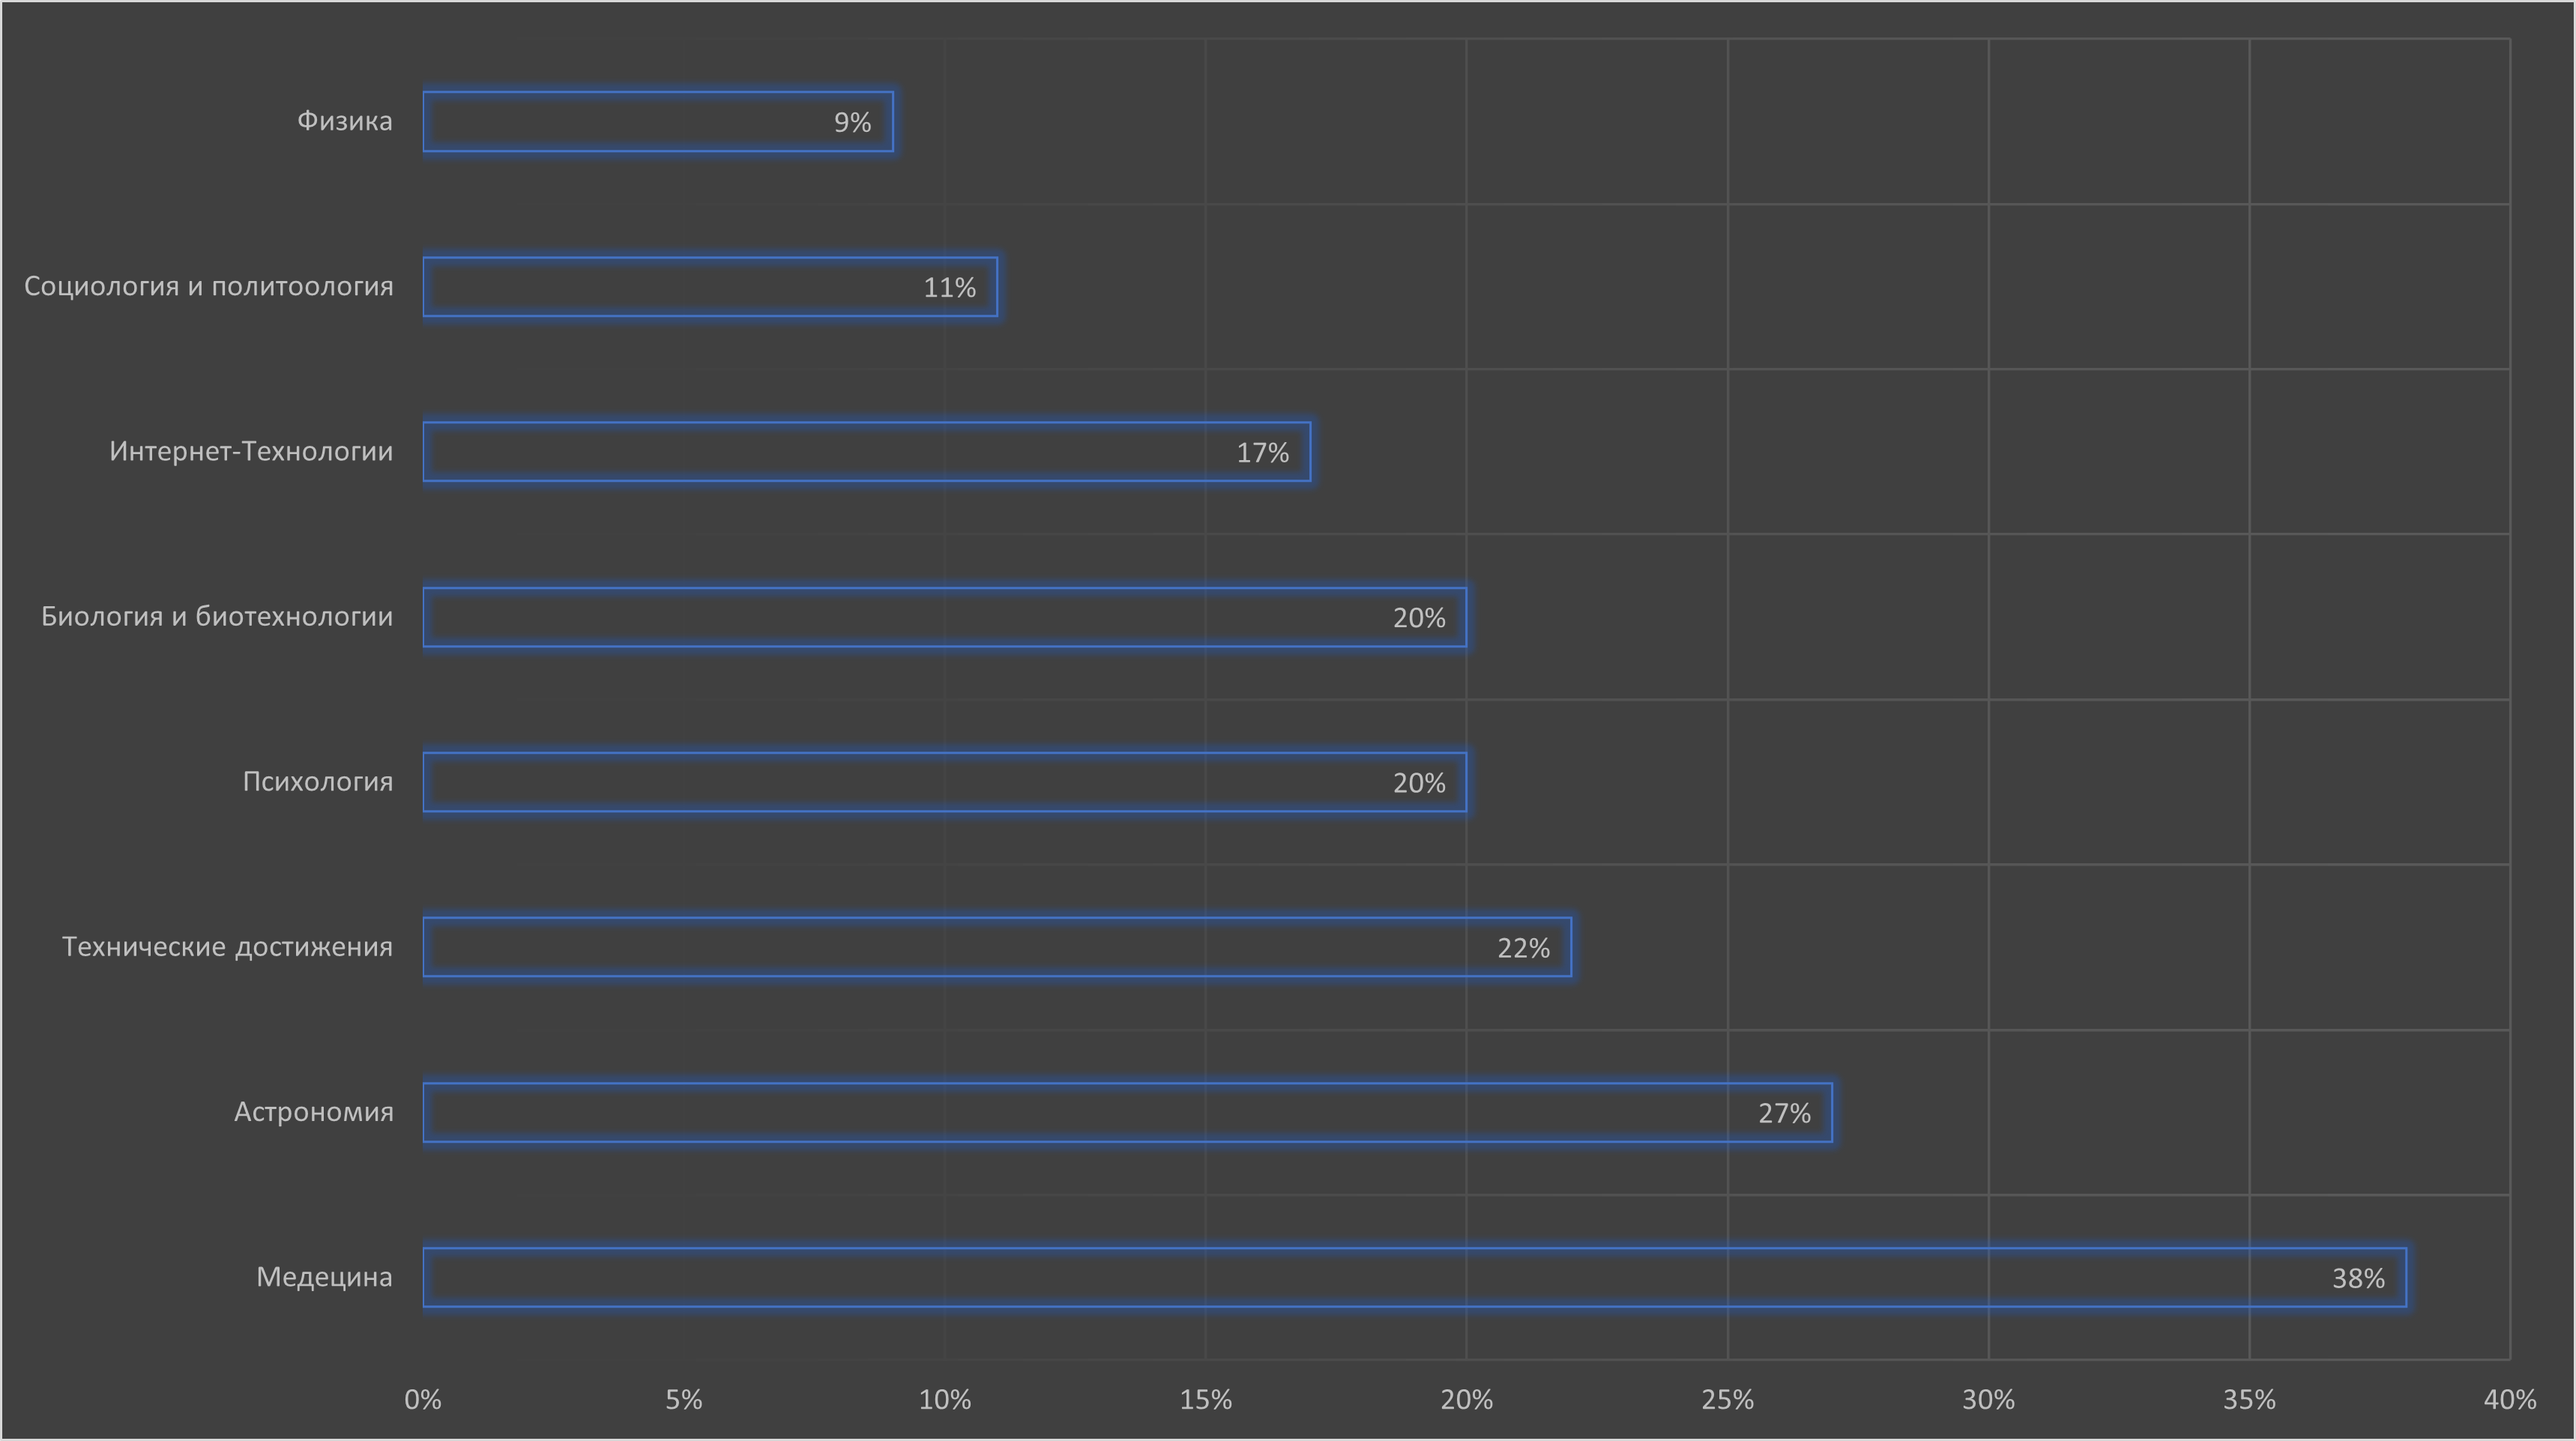 Физика
9%
Социология и политоология
11%
Интернет-Технологии
17%
Биология и биотехнологии
20%
Психология
20%
Технические достижения
22%
Астрономия
27%
Медецина
38%
0% 5% 10% 15% 20% 25% 30% 35% 40%